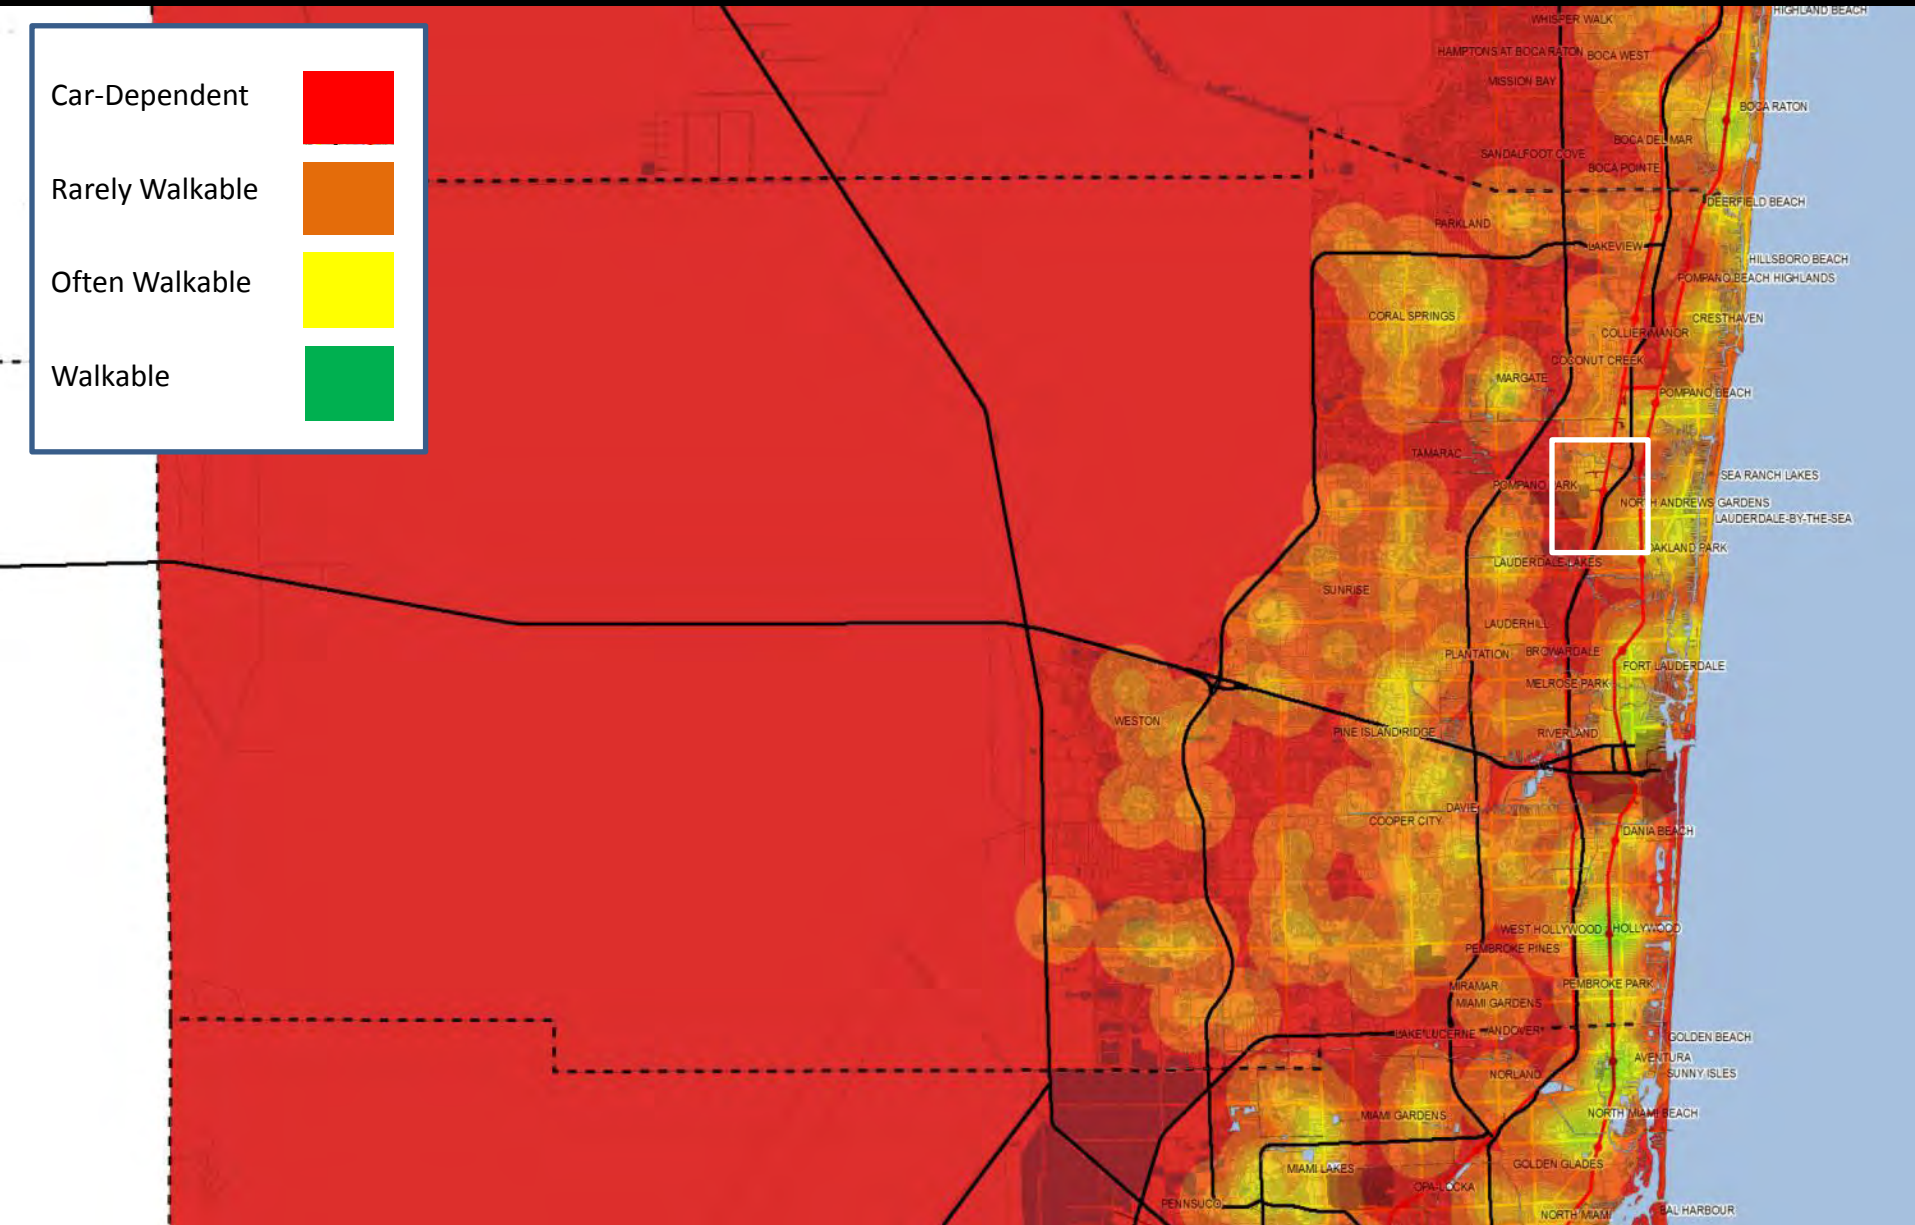 Car-Dependent
Rarely Walkable
Often Walkable
Walkable
HIGHLAND BEACH
WHISPER WALK
HAMPTONS AT BOCA RATON
BOCA WEST
MISSION BAY
BOCA RATON
BOCA DEL MAR
SANDALFOOT COVE
BOCA POINTE
DEERFIELD BEACH
PARKLAND
LAKEVIEW
HILLSBORO BEACH
POMPANO BEACH HIGHLANDS
CORAL SPRINGS
CRESTHAVEN
COLLIER MANOR
COCONUT CREEK
MARGATE
POMPANO BEACH
TAMARAC
SEA RANCH LAKES
POMPANO PARK
NORTH ANDREWS GARDENS
LAUDERDALE-BY-THE-SEA
OAKLAND PARK
LAUDERDALE LAKES
SUNRISE
LAUDERHILL
PLANTATION
BROWARDALE
FORT LAUDERDALE
MELROSE PARK
WESTON
PINE ISLAND RIDGE
RIVERLAND
DAVIE
COOPER CITY
DANIA BEACH
WEST HOLLYWOOD
HOLLYWOOD
PEMBROKE PINES
PEMBROKE PARK
MIRAMAR
MIAMI GARDENS
LAKE LUCERNE
ANDOVER
GOLDEN BEACH
AVENTURA
SUNNY ISLES
NORLAND
MIAMI GARDENS
NORTH MIAMI BEACH
MIAMI LAKES
GOLDEN GLADES
OPA-LOCKA
PENNSUCO
NORTH MIAMI
BAL HARBOUR